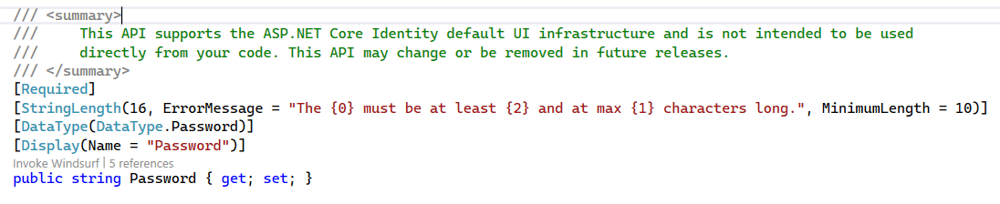 /// <summary>
///     This API supports the ASP.NET Core Identity default UI infrastructure and is not intended to be used
///     directly from your code. This API may change or be removed in future releases.
/// </summary>
[Required]
[StringLength(16, ErrorMessage = "The {0} must be at least {2} and at max {1} characters long.", MinimumLength = 10)]
[DataType(DataType.Password)]
[Display(Name = "Password")]
Invoke Windsurf | 5 references
public string Password { get; set; }